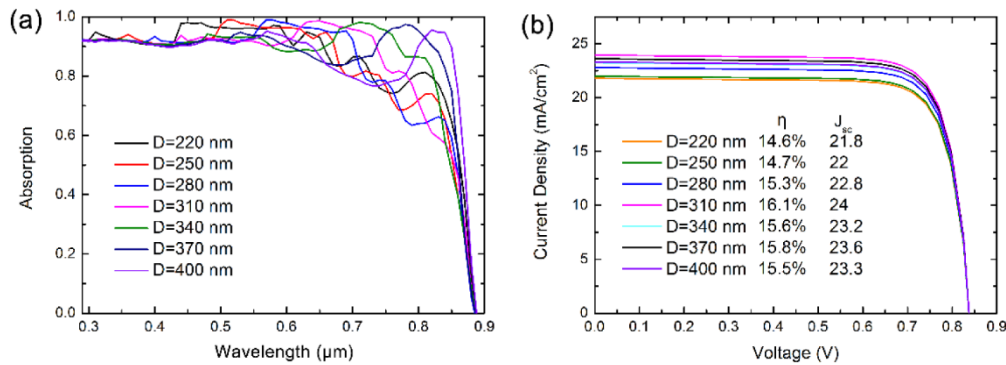 (a)
1.0
0.8
0.6
0.4
0.2
0.0
Absorption
D=220 nm
D=250 nm
D=280 nm
D=310 nm
D=340 nm
D=370 nm
D=400 nm
0.3 0.4 0.5 0.6 0.7 0.8 0.9
Wavelength (μm)
(b)
25
20
15
10
5
0
Current Density (mA/cm²)
η Jsc
D=220 nm 14.6% 21.8
D=250 nm 14.7% 22
D=280 nm 15.3% 22.8
D=310 nm 16.1% 24
D=340 nm 15.6% 23.2
D=370 nm 15.8% 23.6
D=400 nm 15.5% 23.3
0.0 0.1 0.2 0.3 0.4 0.5 0.6 0.7 0.8 0.9
Voltage (V)